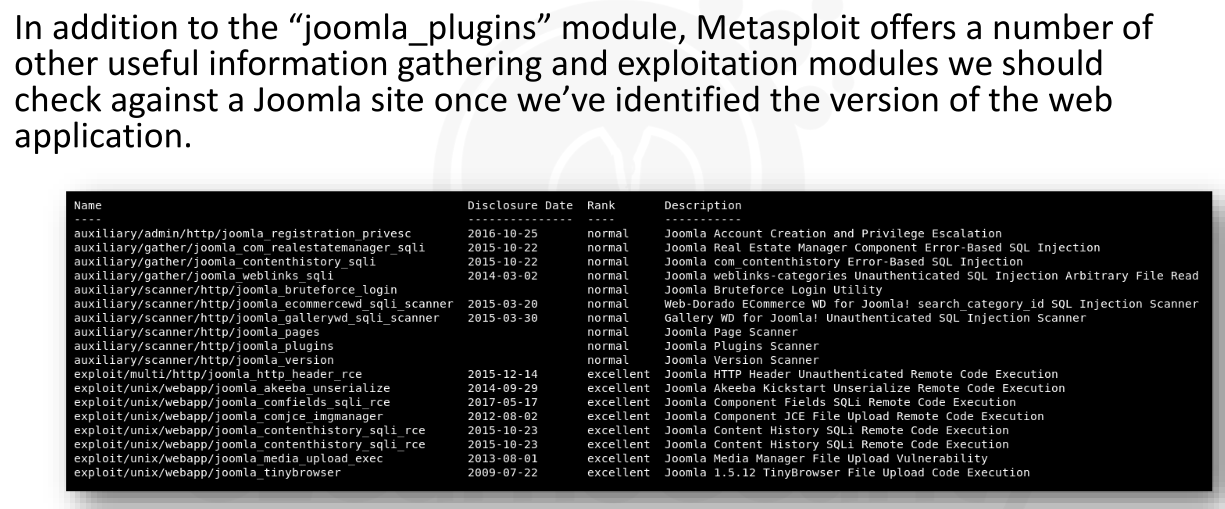 In addition to the “joomla_plugins” module, Metasploit offers a number of
other useful information gathering and exploitation modules we should
check against a Joomla site once we’ve identified the version of the web
application.
Name Disclosure Date Rank Description
---- --------------- ---- -----------
auxiliary/admin/http/joomla_registration_privesc 2016-10-25 normal Joomla Account Creation and Privilege Escalation
auxiliary/gather/joomla_com_realestatemanager_sqli 2015-10-22 normal Joomla Real Estate Manager Component Error-Based SQL Injection
auxiliary/gather/joomla_contenthistory_sqli 2015-10-22 normal Joomla com_contenthistory Error-Based SQL Injection
auxiliary/gather/joomla_weblinks_sqli 2014-03-02 normal Joomla weblinks-categories Unauthenticated SQL Injection Arbitrary File Read
auxiliary/scanner/http/joomla_bruteforce_login normal Joomla Bruteforce Login Utility
auxiliary/scanner/http/joomla_ecommercewd_sqli_scanner 2015-03-20 normal Web-Dorado ECommerce WD for Joomla! search_category_id SQL Injection Scanner
auxiliary/scanner/http/joomla_gallerywd_sqli_scanner 2015-03-30 normal Gallery WD for Joomla! Unauthenticated SQL Injection Scanner
auxiliary/scanner/http/joomla_pages normal Joomla Page Scanner
auxiliary/scanner/http/joomla_plugins normal Joomla Plugins Scanner
auxiliary/scanner/http/joomla_version normal Joomla Version Scanner
exploit/multi/http/joomla_http_header_rce 2015-12-14 excellent Joomla HTTP Header Unauthenticated Remote Code Execution
exploit/unix/webapp/joomla_akeeba_unserialize 2014-09-29 excellent Joomla Akeeba Kickstart Unserialize Remote Code Execution
exploit/unix/webapp/joomla_comfields_sqli_rce 2017-05-17 excellent Joomla Component Fields SQLi Remote Code Execution
exploit/unix/webapp/joomla_comjce_imgmanager 2012-08-02 excellent Joomla Component JCE File Upload Remote Code Execution
exploit/unix/webapp/joomla_contenthistory_sqli_rce 2015-10-23 excellent Joomla Content History SQLi Remote Code Execution
exploit/unix/webapp/joomla_contenthistory_sqli_rce 2015-10-23 excellent Joomla Content History SQLi Remote Code Execution
exploit/unix/webapp/joomla_media_upload_exec 2013-08-01 excellent Joomla Media Manager File Upload Vulnerability
exploit/unix/webapp/joomla_tinybrowser 2009-07-22 excellent Joomla 1.5.12 TinyBrowser File Upload Code Execution